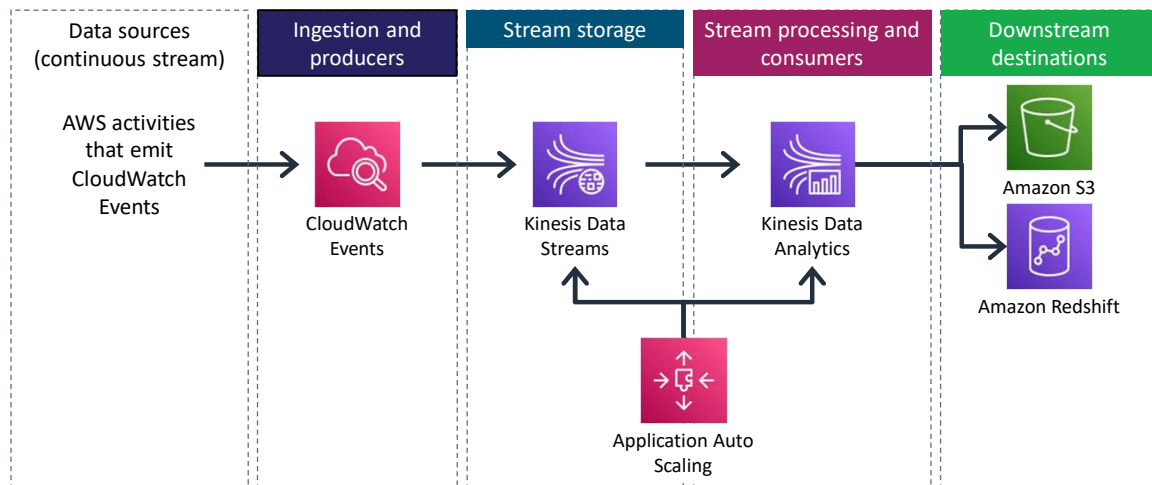 Data sources
(continuous stream)
Ingestion and
producers
Stream storage
Stream processing and
consumers
Downstream
destinations
AWS activities
that emit
CloudWatch
Events
CloudWatch
Events
Kinesis Data
Streams
Kinesis Data
Analytics
Amazon S3
Amazon Redshift
Application Auto
Scaling